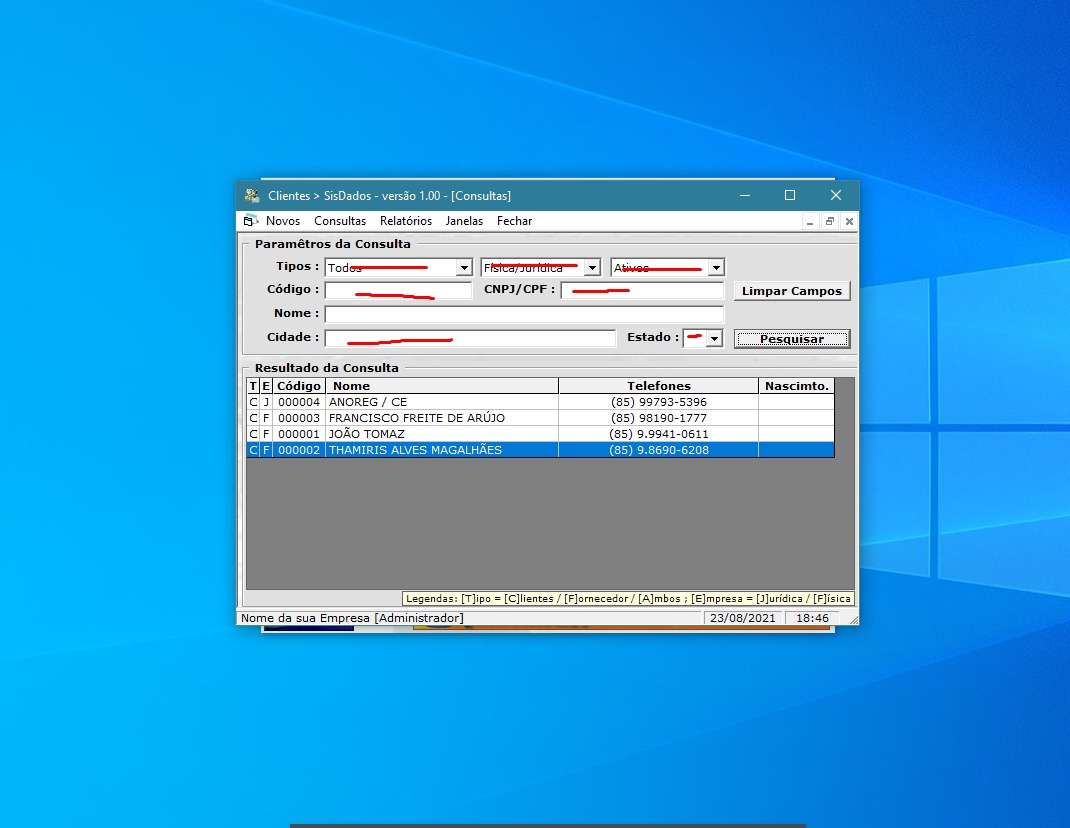 Clientes > SisDados - versão 1.00 - [Consultas]
Novos Consultas Relatórios Janelas Fechar
Paramêtros da Consulta
Tipos : Todos Física/Jurídica Ativos
Código : CNPJ/CPF : Limpar Campos
Nome :
Cidade : Estado : Pesquisar
Resultado da Consulta
T E Código Nome Telefones Nascimto.
C J 000004 ANOREG / CE (85) 99793-5396
C F 000003 FRANCISCO FREITE DE ARÚJO (85) 98190-1777
C F 000001 JOÃO TOMAZ (85) 9.9941-0611
C F 000002 THAMIRIS ALVES MAGALHÃES (85) 9.8690-6208
Legendas: [T]ipo = [C]lientes / [F]ornecedor / [A]mbos ; [E]mpresa = [J]urídica / [F]ísica
Nome da sua Empresa [Administrador] 23/08/2021 18:46